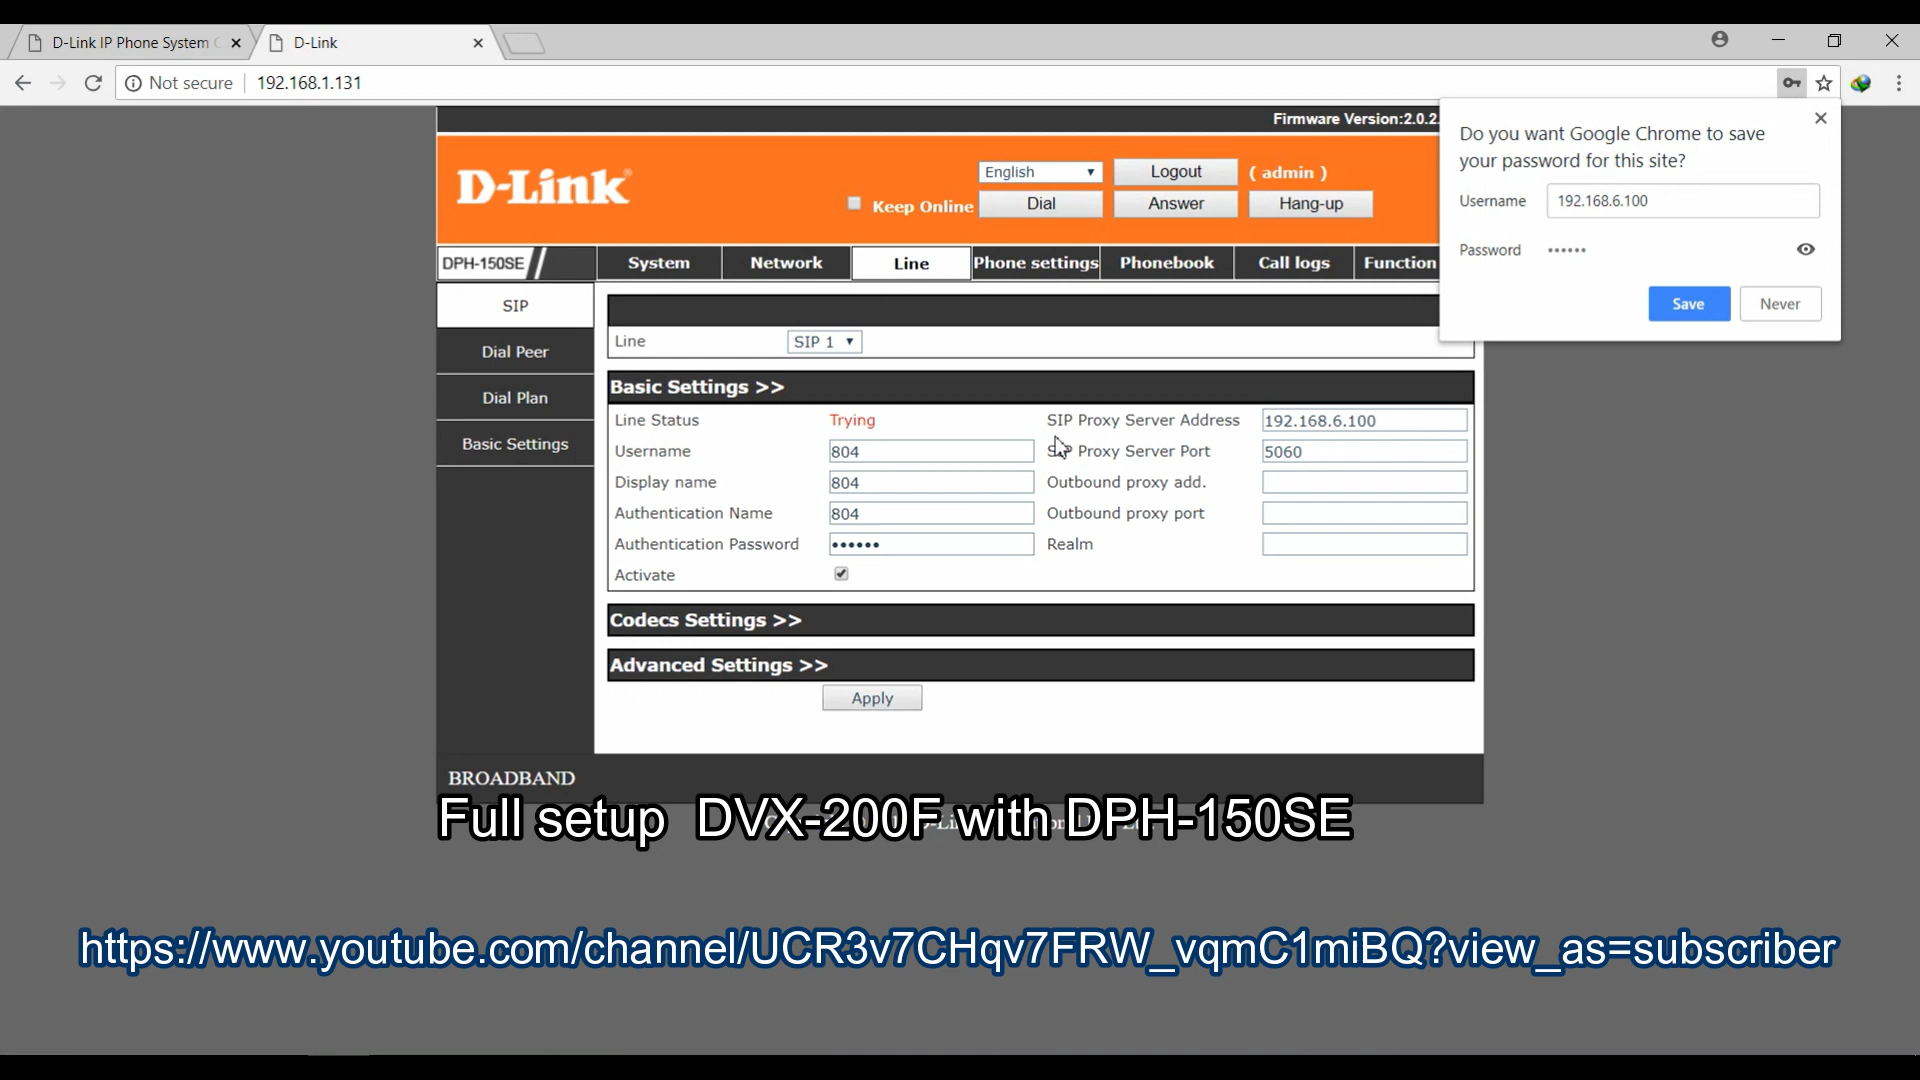 D-Link IP Phone System
D-Link
Not secure
192.168.1.131
Firmware Version:2.0.2.
Do you want Google Chrome to save
your password for this site?
Username 192.168.6.100
Password ••••••
Save Never
D-Link
English ▼ Logout ( admin )
Keep Online Dial Answer Hang-up
DPH-150SE System Network Line Phone settings Phonebook Call logs Function
SIP
Dial Peer
Dial Plan
Basic Settings
Line SIP 1 ▼
Basic Settings >>
Line Status Trying SIP Proxy Server Address 192.168.6.100
Username 804 SIP Proxy Server Port 5060
Display name 804 Outbound proxy add.
Authentication Name 804 Outbound proxy port
Authentication Password •••••• Realm
Activate
Codecs Settings >>
Advanced Settings >>
Apply
BROADBAND
Full setup DVX-200F with DPH-150SE
https://www.youtube.com/channel/UCR3v7CHqv7FRW_vqmC1miBQ?view_as=subscriber